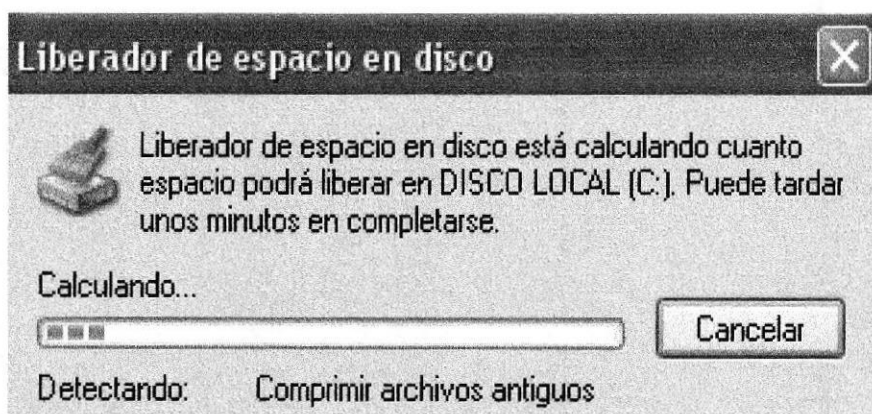 Liberador de espacio en disco
Liberador de espacio en disco está calculando cuanto
espacio podrá liberar en DISCO LOCAL (C:). Puede tardar
unos minutos en completarse.
Calculando...
Cancelar
Detectando: Comprimir archivos antiguos